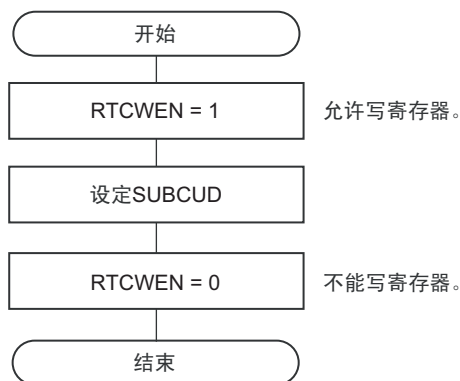 开始
RTCWEN = 1
允许写寄存器。
设定SUBCUD
RTCWEN = 0
不能写寄存器。
结束